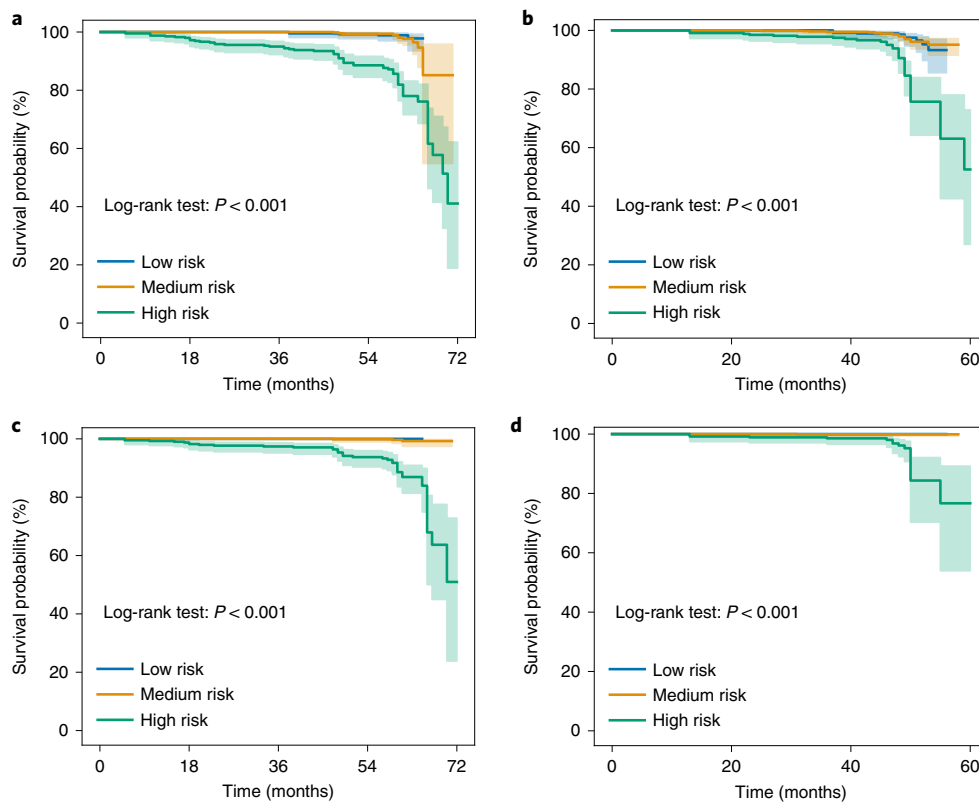 a
Survival probability (%)
100
80
60
40
20
0
Log-rank test: P < 0.001
Low risk
Medium risk
High risk
0 18 36 54 72
Time (months)
b
Survival probability (%)
100
80
60
40
20
0
Log-rank test: P < 0.001
Low risk
Medium risk
High risk
0 20 40 60
Time (months)
c
Survival probability (%)
100
80
60
40
20
0
Log-rank test: P < 0.001
Low risk
Medium risk
High risk
0 18 36 54 72
Time (months)
d
Survival probability (%)
100
80
60
40
20
0
Log-rank test: P < 0.001
Low risk
Medium risk
High risk
0 20 40 60
Time (months)